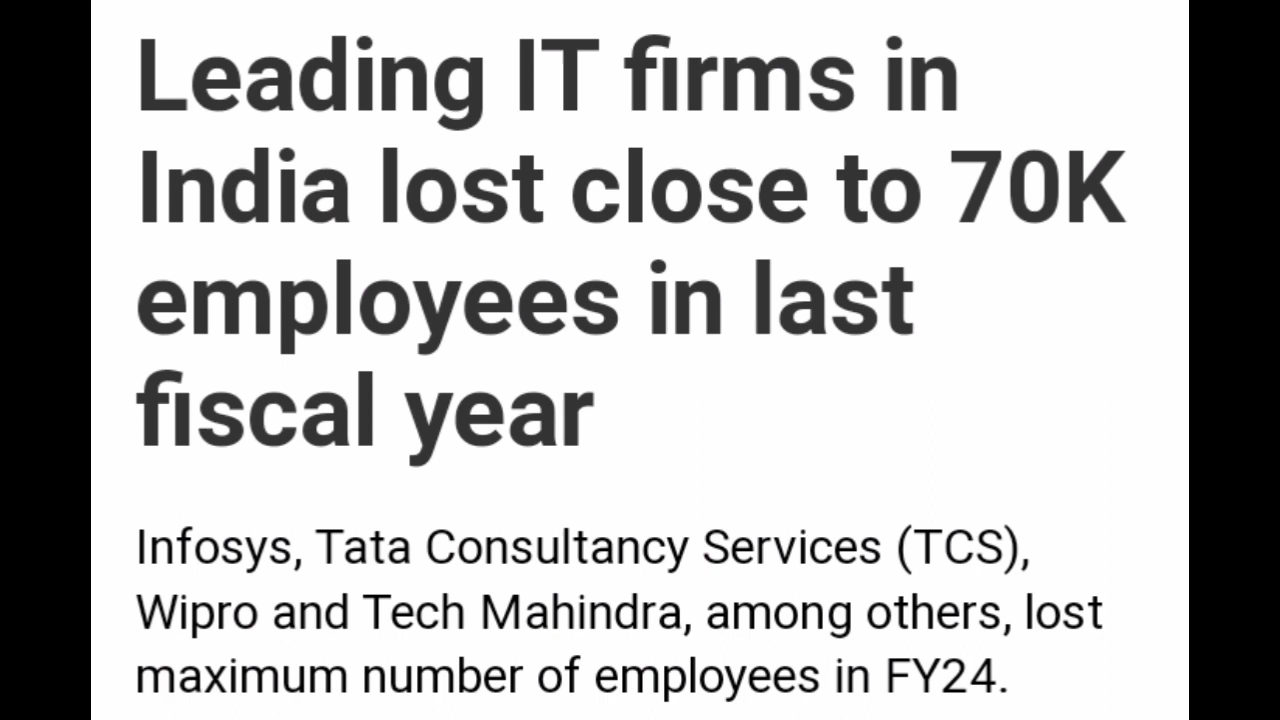 Leading IT firms in
India lost close to 70K
employees in last
fiscal year
Infosys, Tata Consultancy Services (TCS),
Wipro and Tech Mahindra, among others, lost
maximum number of employees in FY24.